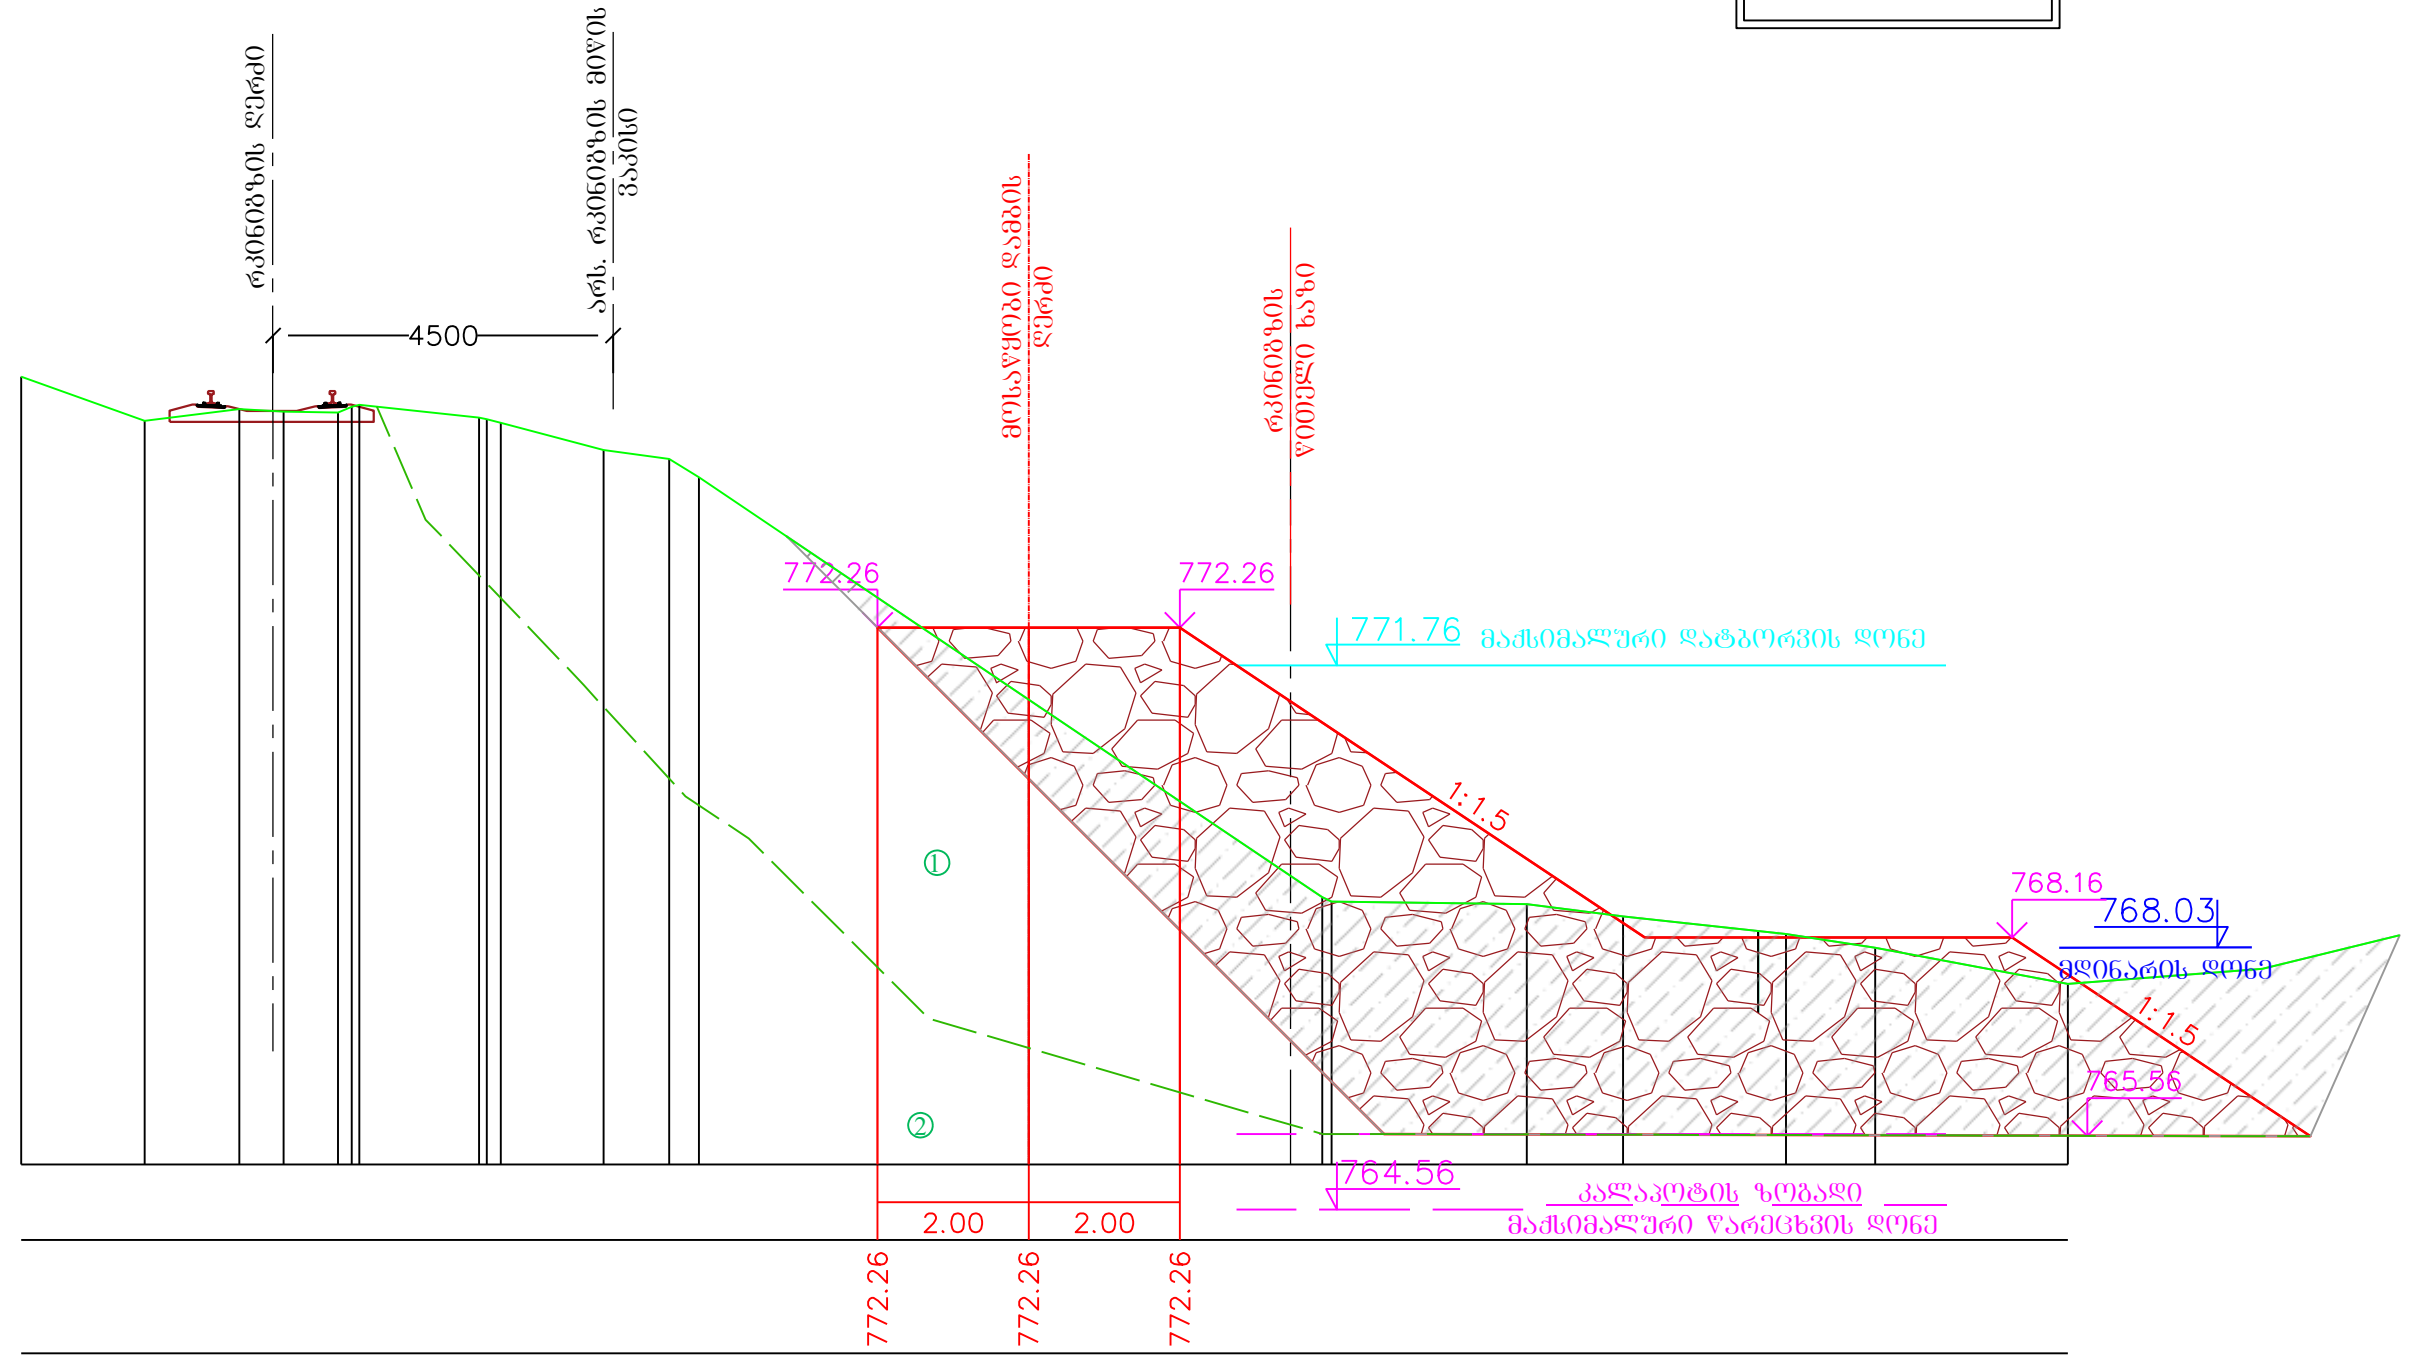 რკინიგზის ღერძი
არს. რკინიგზის მიწის
ვაკისი
4500
მოსაწყობი დამბის
ღერძი
რკინიგზის
წითელი ხაზი
772.26
772.26
771.76 მაქსიმალური დატბორვის დონე
1:1.5
①
768.16
768.03
მდინარის დონე
1:1.5
765.56
②
764.56
კალაპოტის ზოგადი
მაქსიმალური წარეცხვის დონე
2.00
2.00
772.26
772.26
772.26